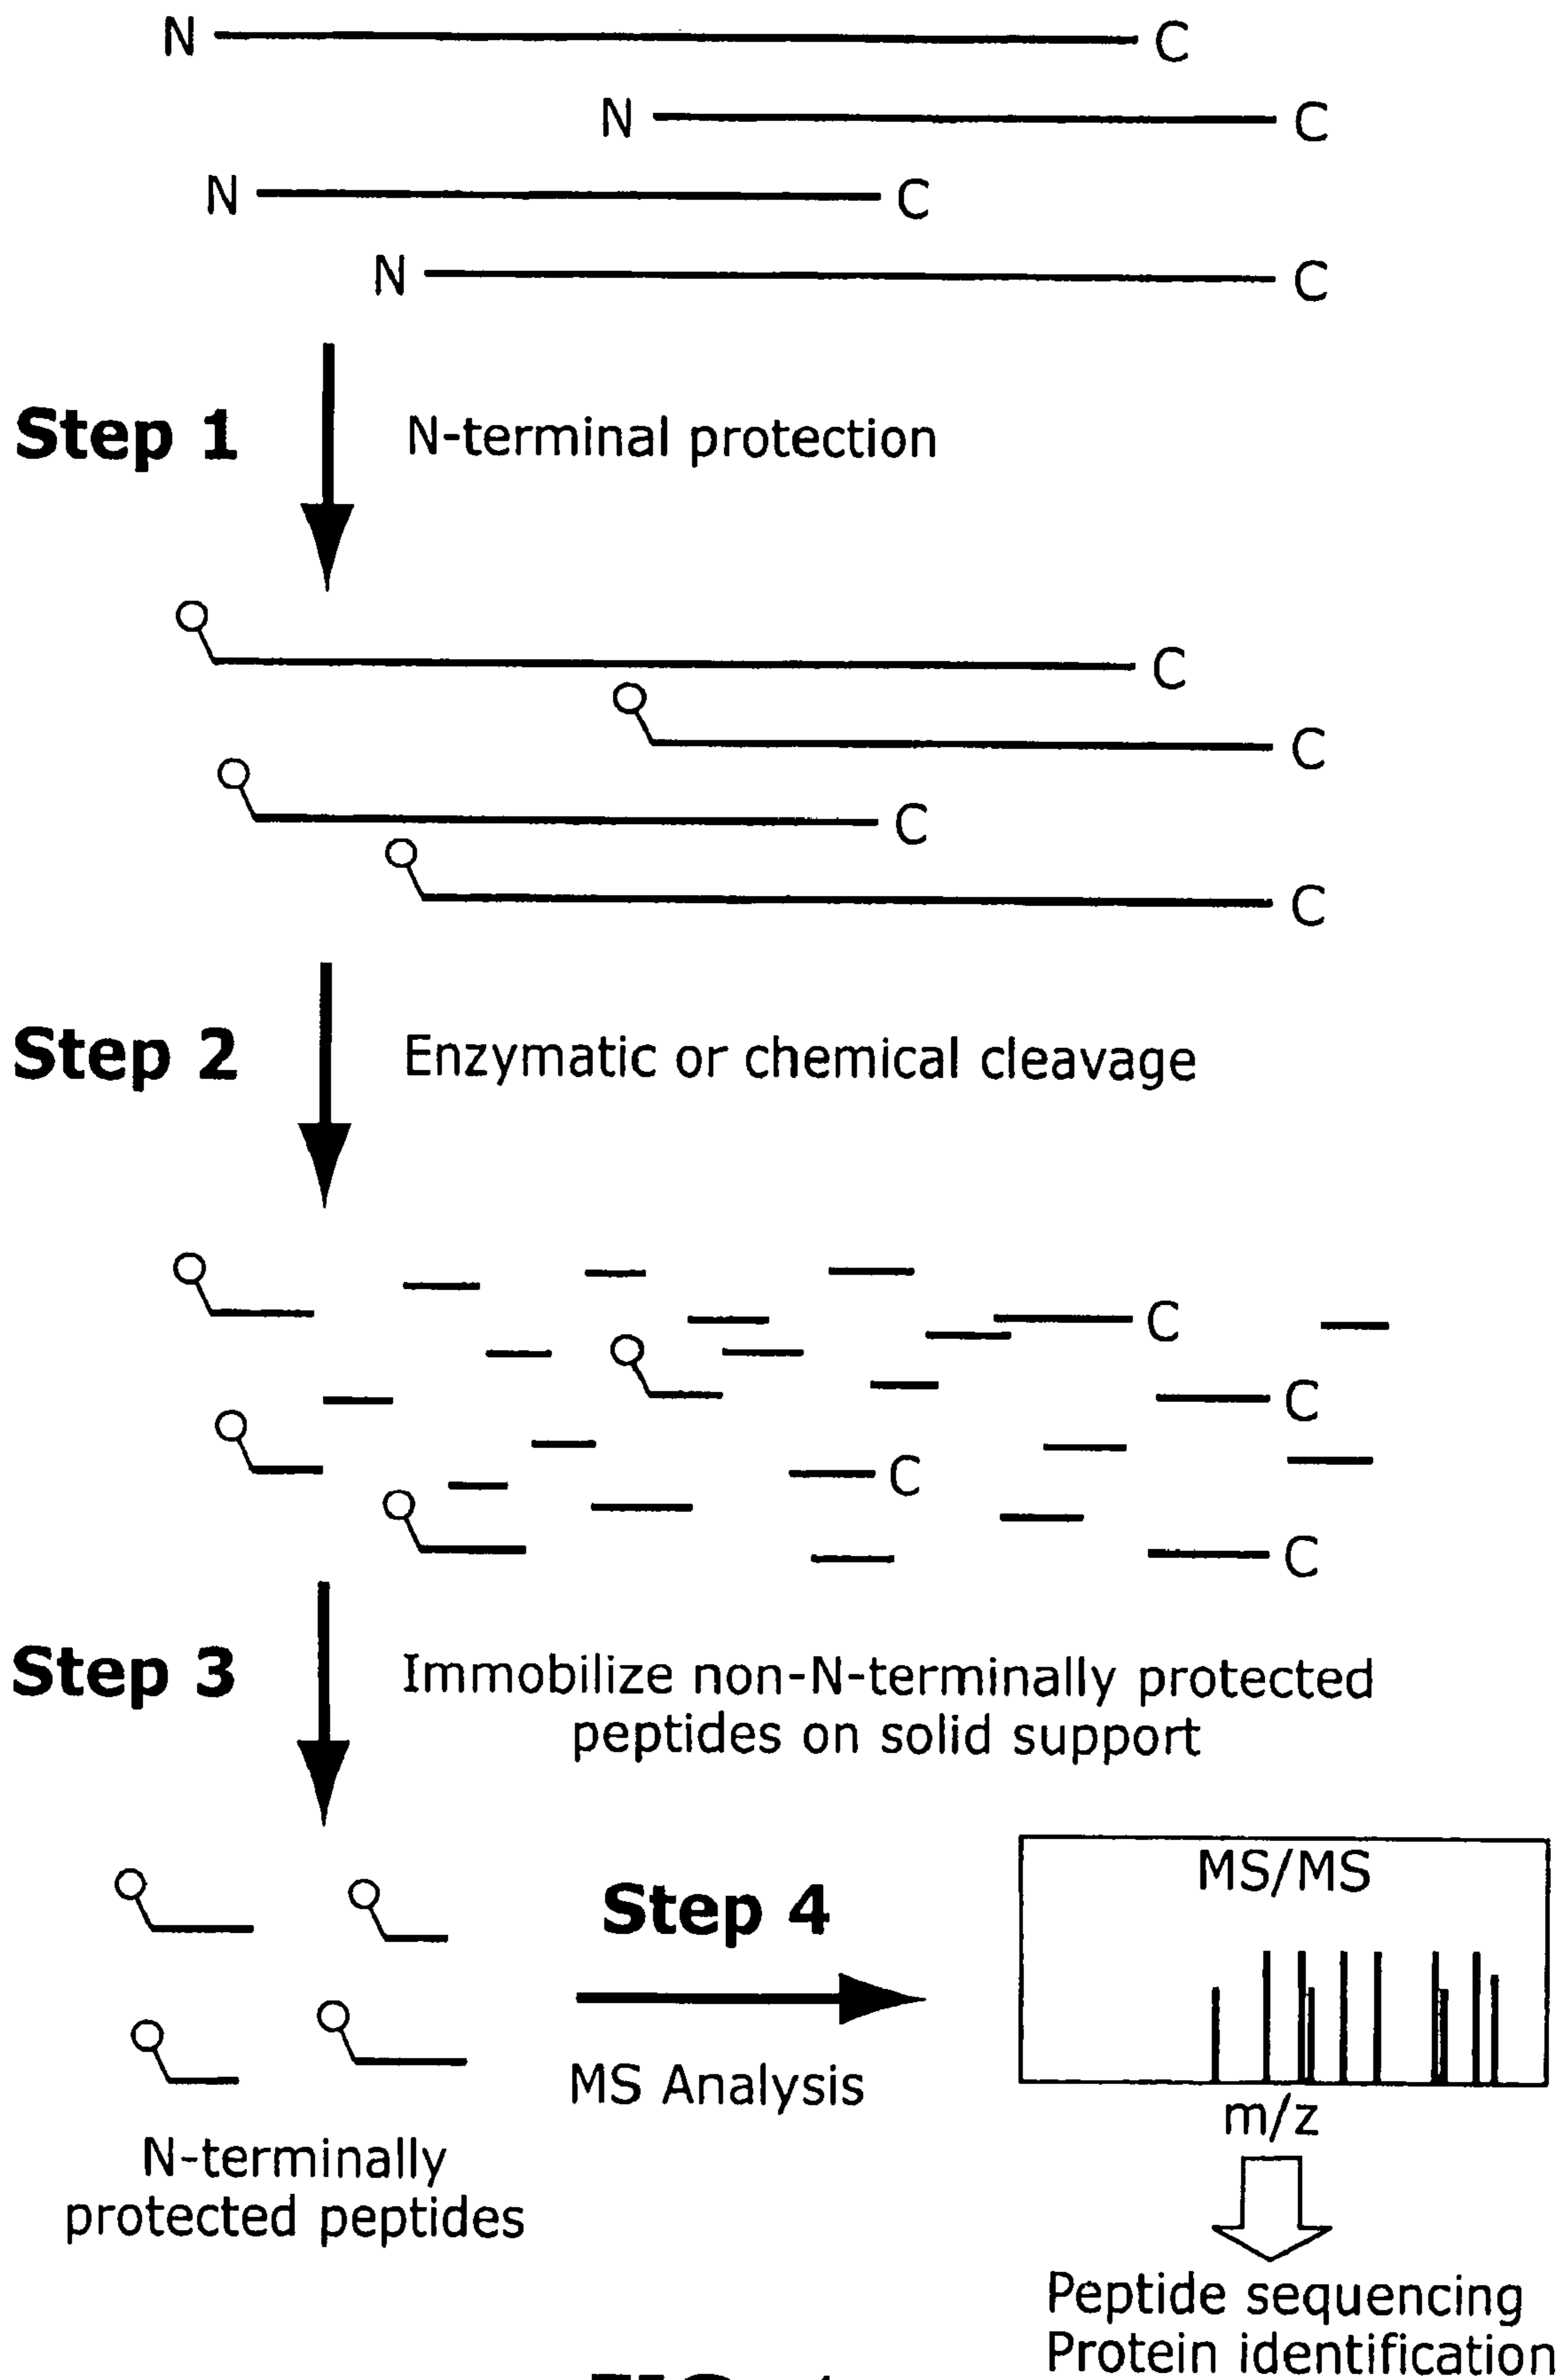 N C
N C
N C
N C
Step 1 N-terminal protection
C
C
C
C
Step 2 Enzymatic or chemical cleavage
C
C
C
C
Step 3 Immobilize non-N-terminally protected
peptides on solid support
MS/MS
Step 4
MS Analysis
m/z
N-terminally
protected peptides
Peptide sequencing
Protein identification